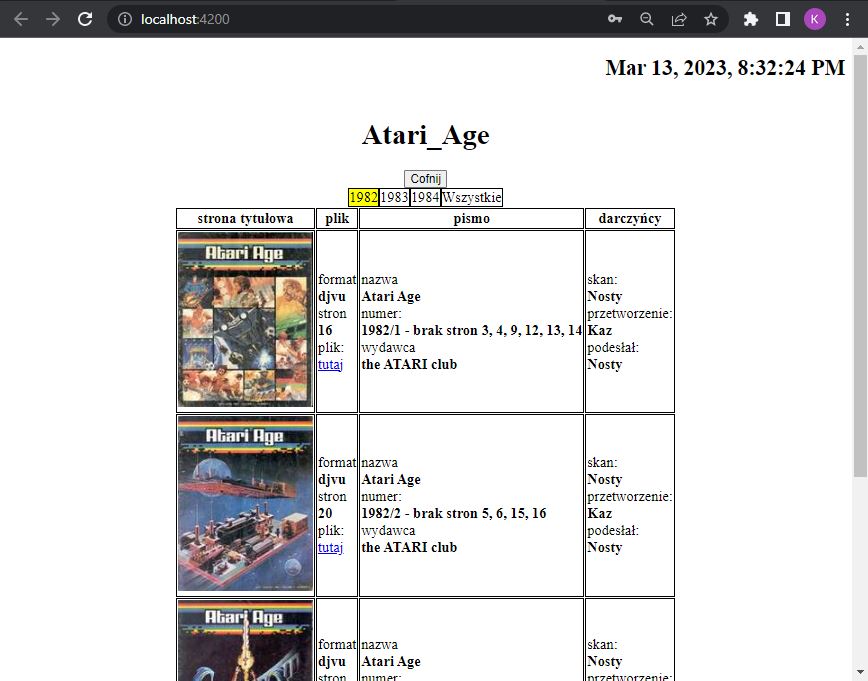 localhost:4200
K
Mar 13, 2023, 8:32:24 PM
Atari_Age
Cofnij
1982 1983 1984 Wszystkie
strona tytułowa plik pismo darczyńcy
Atari Age
format
djvu
stron
16
plik:
tutaj
nazwa
Atari Age
numer:
1982/1 - brak stron 3, 4, 9, 12, 13, 14
wydawca
the ATARI club
skan:
Nosty
przetworzenie:
Kaz
podesłał:
Nosty
Atari Age
format
djvu
stron
20
plik:
tutaj
nazwa
Atari Age
numer:
1982/2 - brak stron 5, 6, 15, 16
wydawca
the ATARI club
skan:
Nosty
przetworzenie:
Kaz
podesłał:
Nosty
Atari Age
format
djvu
stron
nazwa
Atari Age
numer:
skan:
Nosty
przetworzenie: